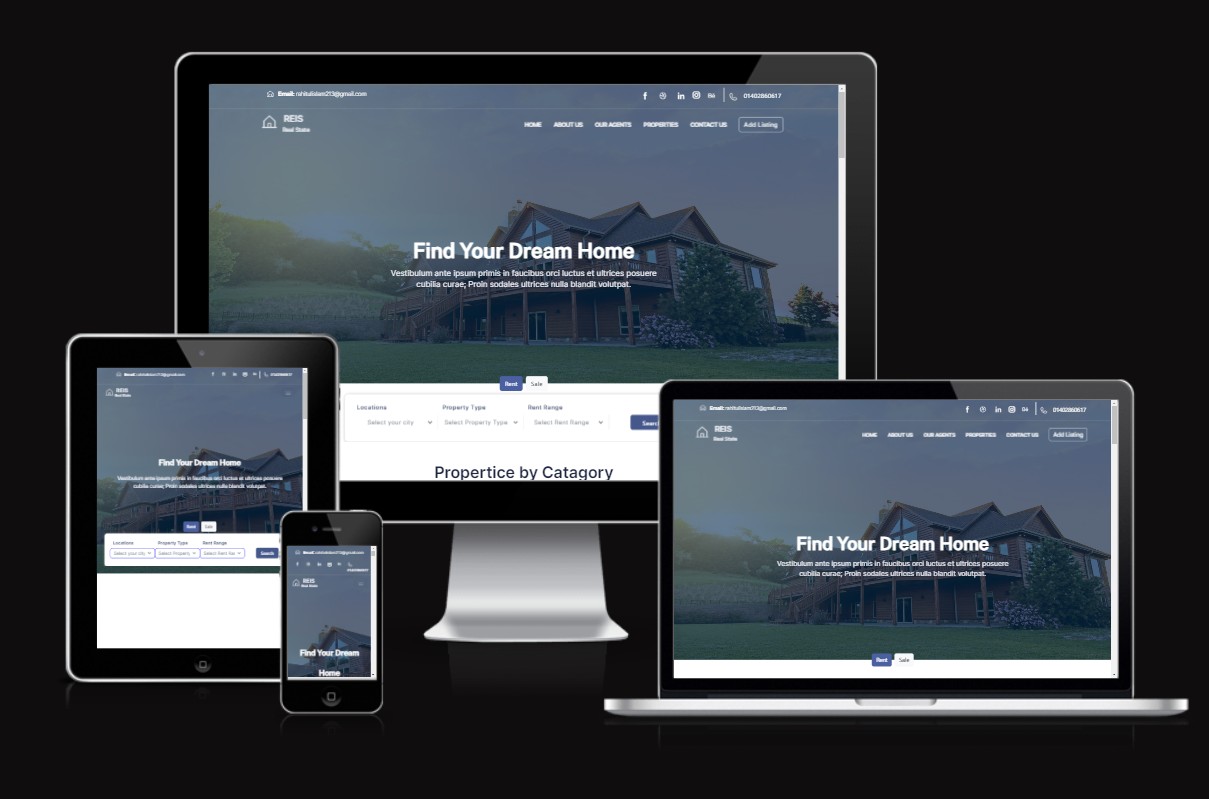 Email: rahitulislam213@gmail.com
01402860617
REIS
Real State
HOME ABOUT US OUR AGENTS PROPERTIES CONTACT US Add Listing
Find Your Dream Home
Vestibulum ante ipsum primis in faucibus orci luctus et ultrices posuere
cubilia curae; Proin sodales ultrices nulla blandit volutpat.
Rent Sale
Locations Property Type Rent Range
Select your city Select Property Type Select Rent Range Search
Propertice by Catagory
Email: rahitulislam213@gmail.com 01402860617
REIS
Real State
Find Your Dream Home
Vestibulum ante ipsum primis in faucibus orci luctus et ultrices posuere
cubilia curae; Proin sodales ultrices nulla blandit volutpat.
Rent Sale
Locations Property Type Rent Range
Select your city Select Property Select Rent Ran Search
Email: rahitulislam213@gmail.com
01402860617
REIS
Real State
Find Your Dream
Home
Email: rahitulislam213@gmail.com 01402860617
REIS
Real State
HOME ABOUT US OUR AGENTS PROPERTIES CONTACT US Add Listing
Find Your Dream Home
Vestibulum ante ipsum primis in faucibus orci luctus et ultrices posuere
cubilia curae; Proin sodales ultrices nulla blandit volutpat.
Rent Sale